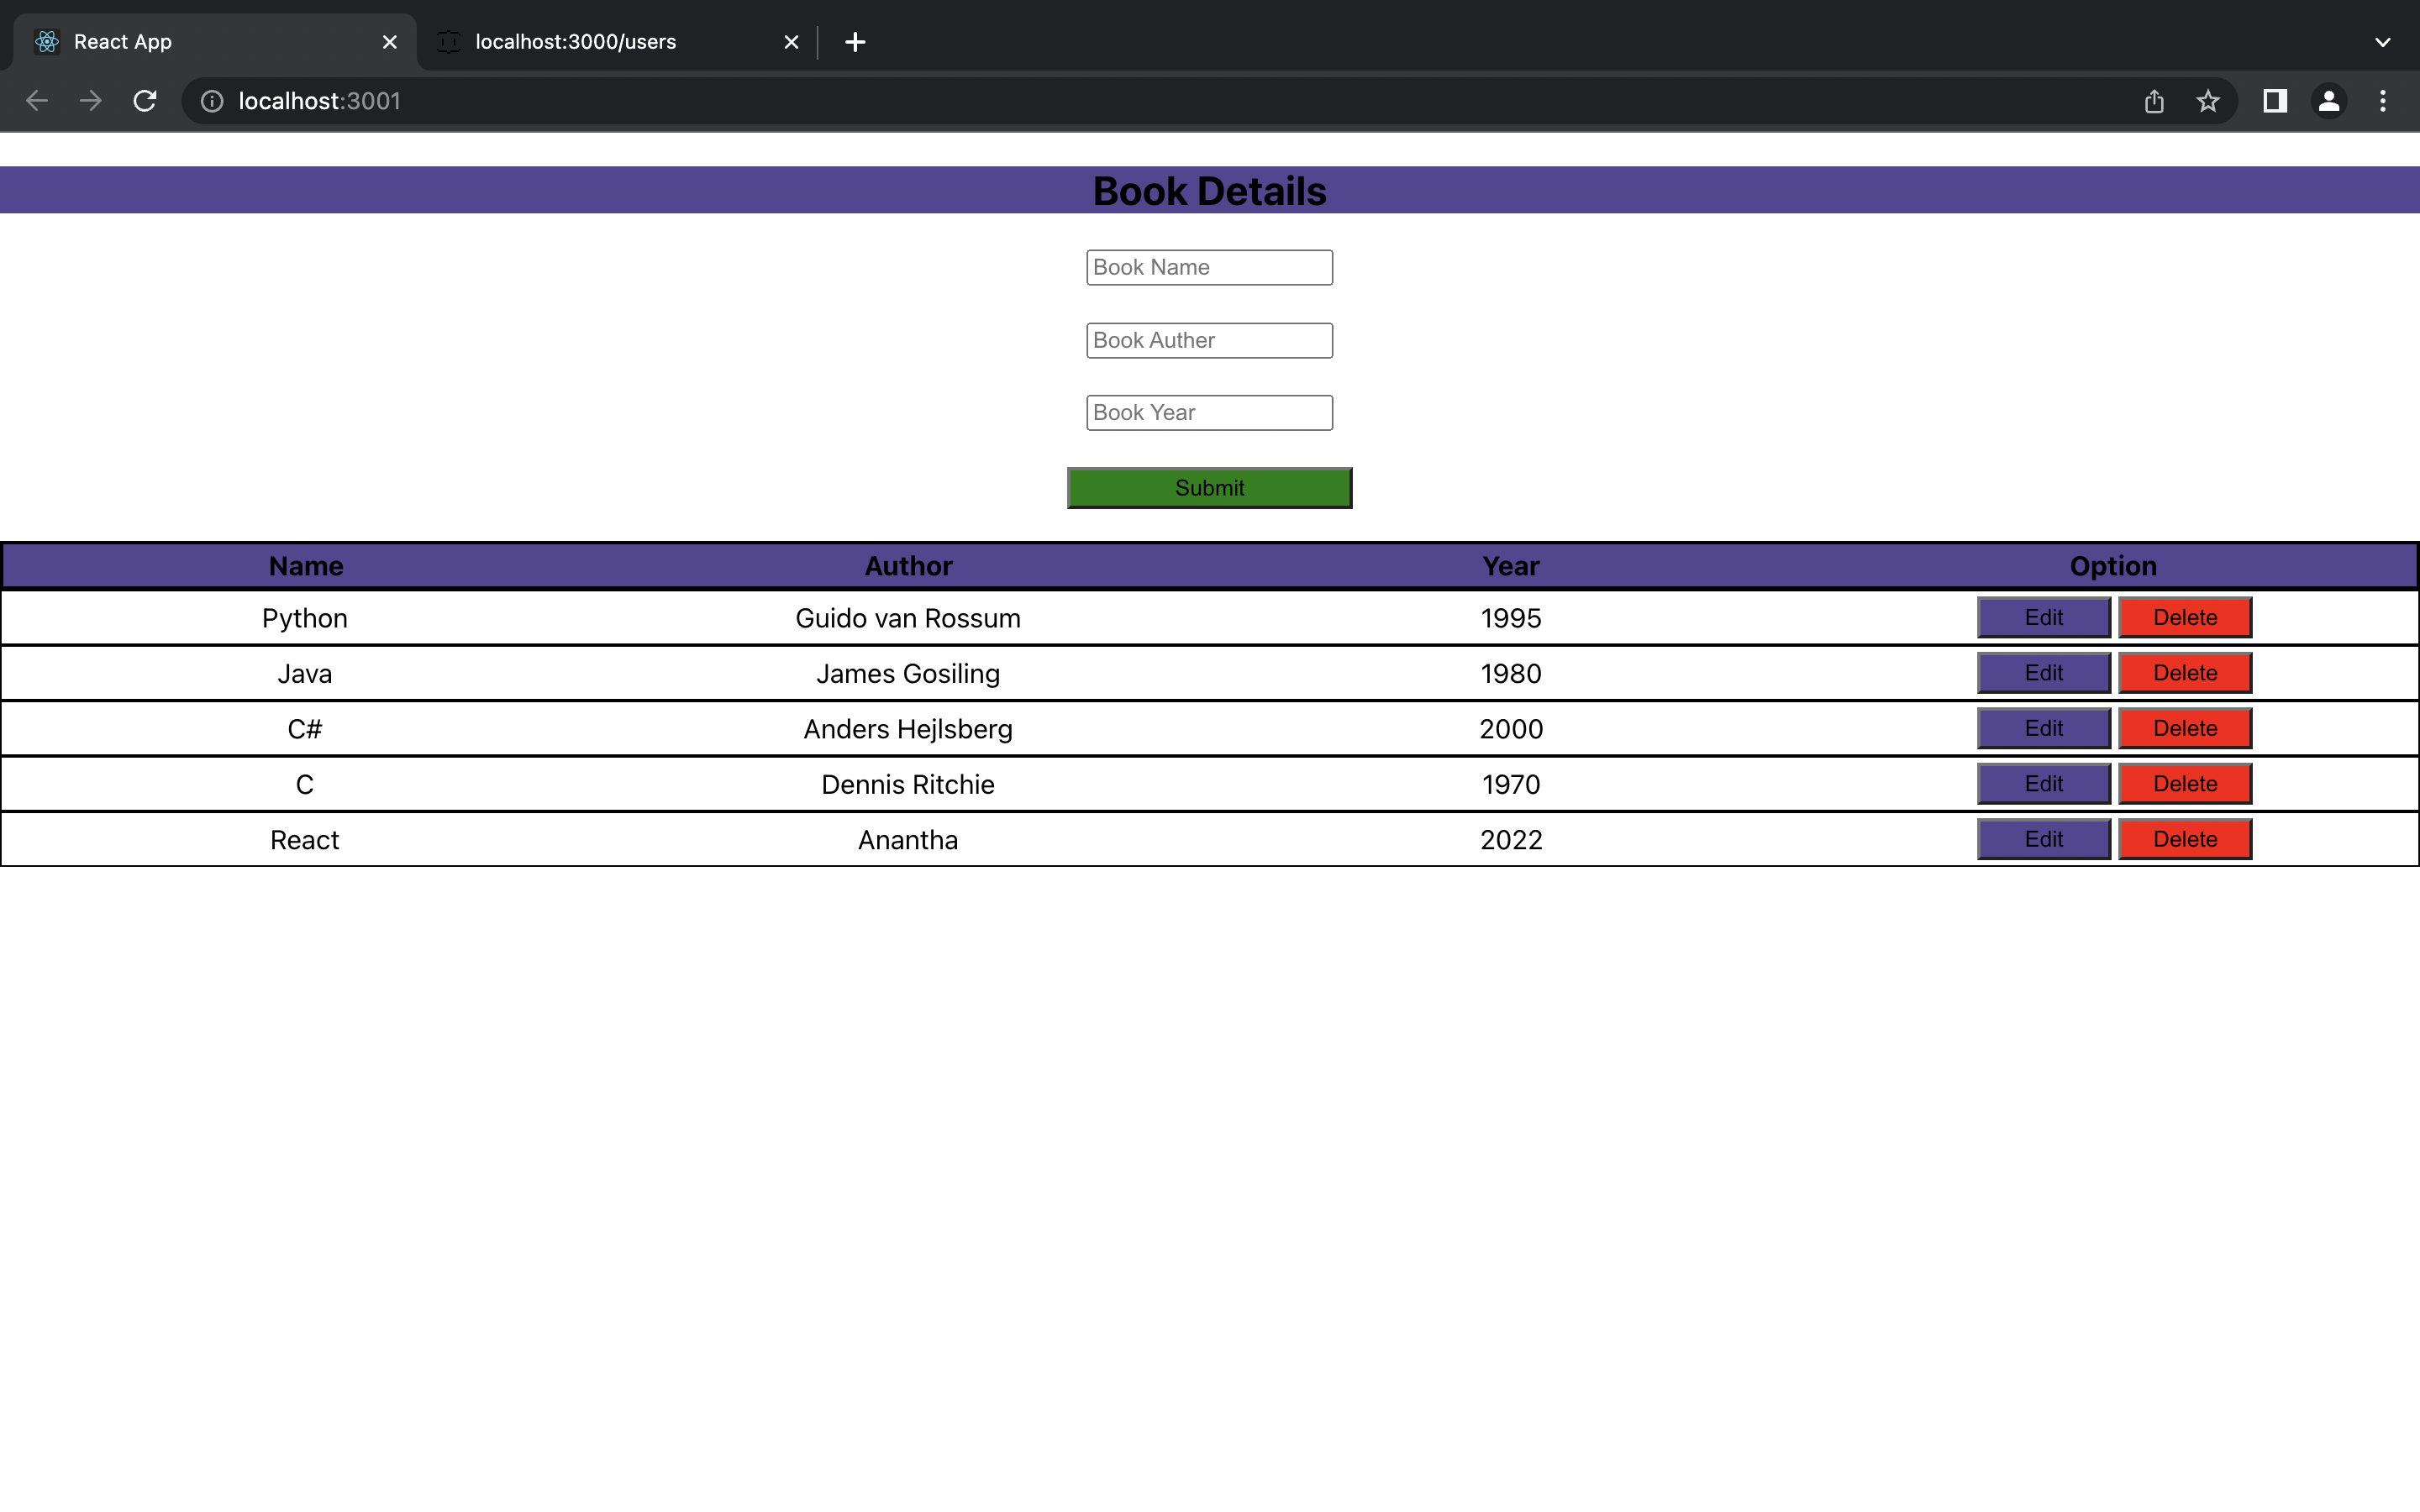 React App
localhost:3000/users
localhost:3001
Book Details
Book Name
Book Auther
Book Year
Submit
Name Author Year Option
Python Guido van Rossum 1995 Edit Delete
Java James Gosiling 1980 Edit Delete
C# Anders Hejlsberg 2000 Edit Delete
C Dennis Ritchie 1970 Edit Delete
React Anantha 2022 Edit Delete